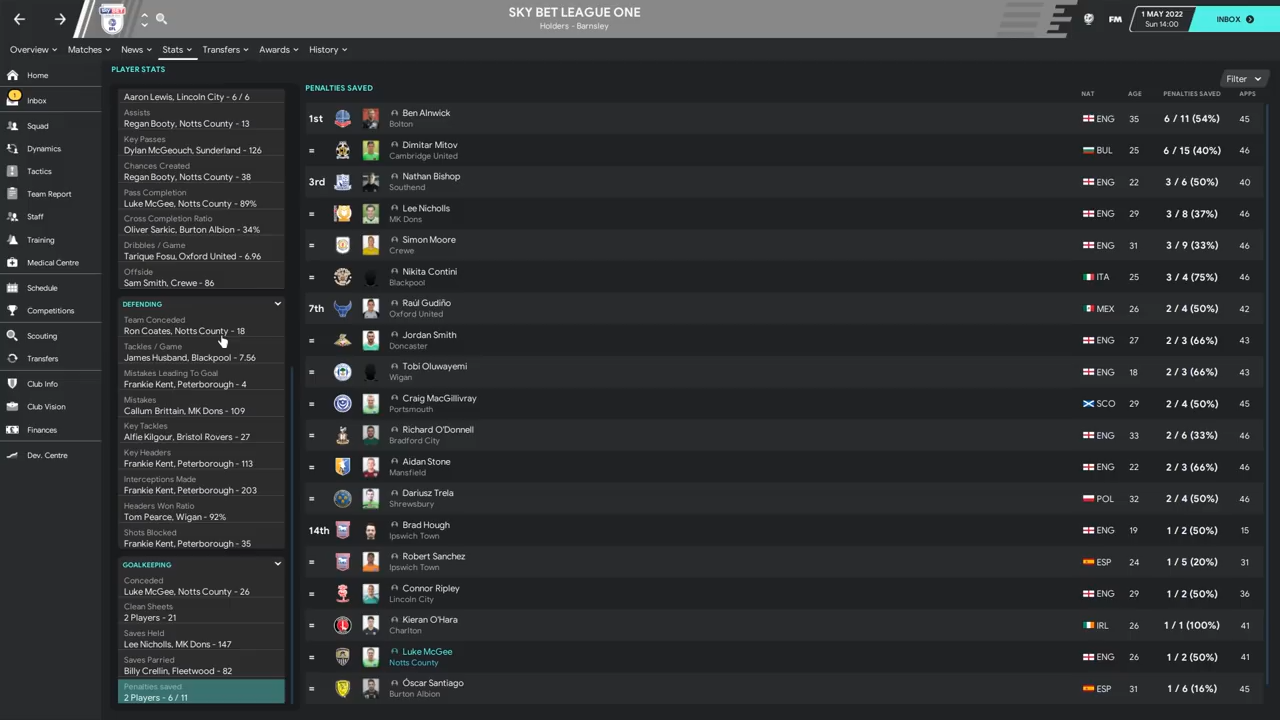 SKY BET LEAGUE ONE
Holders - Barnsley
1 MAY 2022
Sun 14:00
FM
INBOX
Overview
Matches
News
Stats
Transfers
Awards
History
Home
1
Inbox
Squad
Dynamics
Tactics
Team Report
Staff
Training
Medical Centre
Schedule
Competitions
Scouting
Transfers
Club Info
Club Vision
Finances
Dev. Centre
PLAYER STATS
Aaron Lewis, Lincoln City - 6 / 6
Assists
Regan Booty, Notts County - 13
Key Passes
Dylan McGeouch, Sunderland - 126
Chances Created
Regan Booty, Notts County - 38
Pass Completion
Luke McGee, Notts County - 89%
Cross Completion Ratio
Oliver Sarkic, Burton Albion - 34%
Dribbles / Game
Tarique Fosu, Oxford United - 6.96
Offside
Sam Smith, Crewe - 86
DEFENDING
Team Conceded
Ron Coates, Notts County - 18
Tackles / Game
James Husband, Blackpool - 7.56
Mistakes Leading To Goal
Frankie Kent, Peterborough - 4
Mistakes
Callum Brittain, MK Dons - 109
Key Tackles
Alfie Kilgour, Bristol Rovers - 27
Key Headers
Frankie Kent, Peterborough - 113
Interceptions Made
Frankie Kent, Peterborough - 203
Headers Won Ratio
Tom Pearce, Wigan - 92%
Shots Blocked
Frankie Kent, Peterborough - 35
GOALKEEPING
Conceded
Luke McGee, Notts County - 26
Clean Sheets
2 Players - 21
Saves Held
Lee Nicholls, MK Dons - 147
Saves Parried
Billy Crellin, Fleetwood - 82
Penalties saved
2 Players - 6 / 11
PENALTIES SAVED
Filter
NAT AGE PENALTIES SAVED APPS
1st Ben Alnwick ENG 35 6 / 11 (54%) 45
Bolton
= Dimitar Mitov BUL 25 6 / 15 (40%) 46
Cambridge United
3rd Nathan Bishop ENG 22 3 / 6 (50%) 40
Southend
= Lee Nicholls ENG 29 3 / 8 (37%) 46
MK Dons
= Simon Moore ENG 31 3 / 9 (33%) 46
Crewe
= Nikita Contini ITA 25 3 / 4 (75%) 46
Blackpool
7th Raúl Gudiño MEX 26 2 / 4 (50%) 42
Oxford United
= Jordan Smith ENG 27 2 / 3 (66%) 43
Doncaster
= Tobi Oluwayemi ENG 18 2 / 3 (66%) 43
Wigan
= Craig MacGillivray SCO 29 2 / 4 (50%) 45
Portsmouth
= Richard O'Donnell ENG 33 2 / 6 (33%) 46
Bradford City
= Aidan Stone ENG 22 2 / 3 (66%) 46
Mansfield
= Dariusz Trela POL 32 2 / 4 (50%) 46
Shrewsbury
14th Brad Hough ENG 19 1 / 2 (50%) 15
Ipswich Town
= Robert Sanchez ESP 24 1 / 5 (20%) 31
Ipswich Town
= Connor Ripley ENG 29 1 / 2 (50%) 36
Lincoln City
= Kieran O'Hara IRL 26 1 / 1 (100%) 41
Charlton
= Luke McGee ENG 26 1 / 2 (50%) 41
Notts County
= Óscar Santiago ESP 31 1 / 6 (16%) 45
Burton Albion